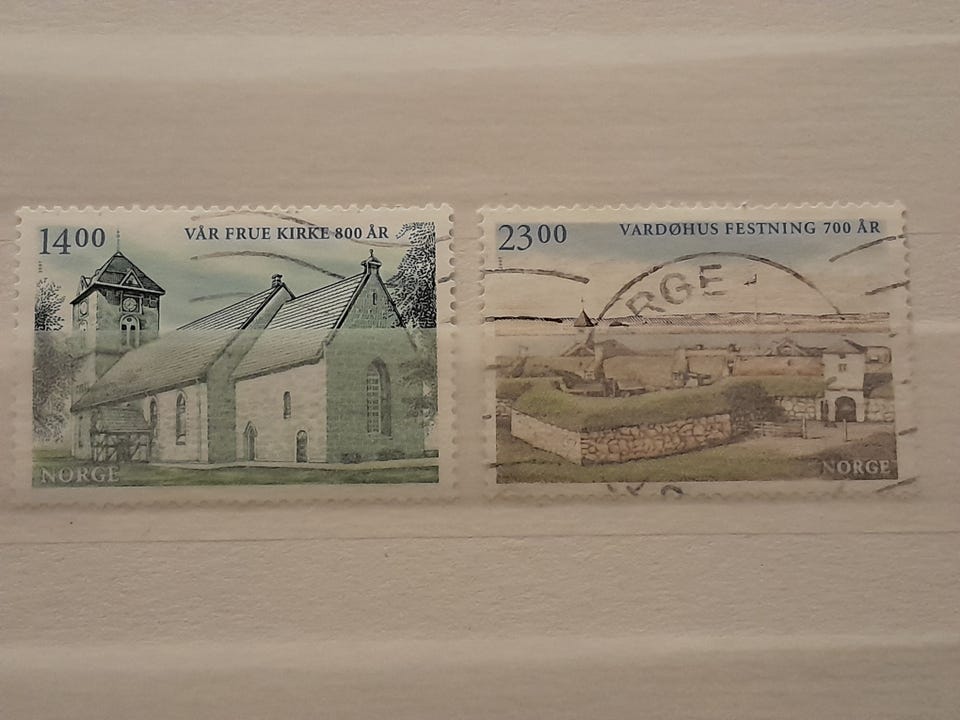 14 00
VÅR FRUE KIRKE 800 ÅR
NORGE
23 00
VARDØHUS FESTNING 700 ÅR
RGE
NORGE